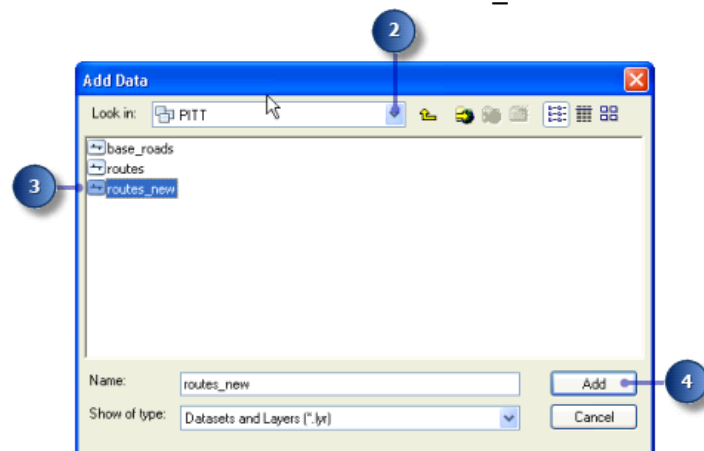 2
Add Data
Look in: PITT
base_roads
routes
3
routes_new
Name: routes_new Add
4
Show of type: Datasets and Layers (*.lyr) Cancel